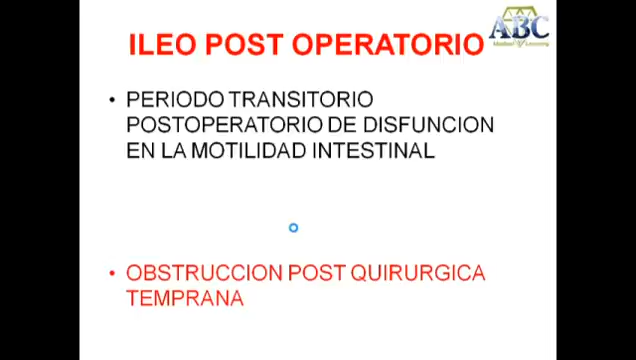 ILEO POST OPERATORIO
ABC
• PERIODO TRANSITORIO
POSTOPERATORIO DE DISFUNCION
EN LA MOTILIDAD INTESTINAL
• OBSTRUCCION POST QUIRURGICA
TEMPRANA